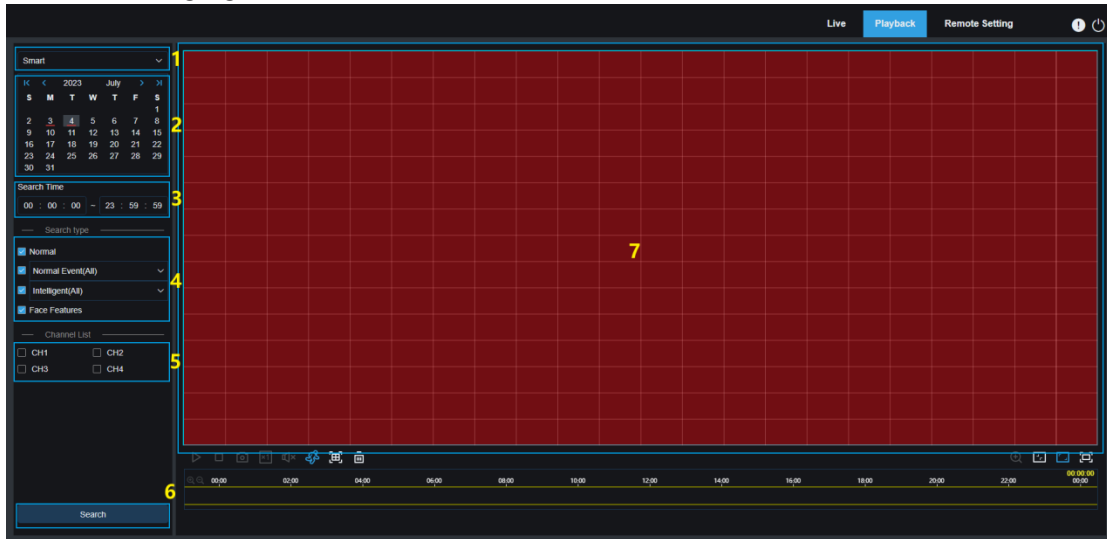 Live Playback Remote Setting
Smart 1
2023 July
S M T W T F S
1
2 3 4 5 6 7 8 2
9 10 11 12 13 14 15
16 17 18 19 20 21 22
23 24 25 26 27 28 29
30 31
Search Time
00 : 00 : 00 - 23 : 59 : 59 3
Search type
Normal
Normal Event(All)
4
Intelligent(All)
Face Features
7
Channel List
CH1 CH2
5
CH3 CH4
×1
00:00:00
00:00 02:00 04:00 06:00 08:00 10:00 12:00 14:00 16:00 18:00 20:00 22:00 00:00
6
Search